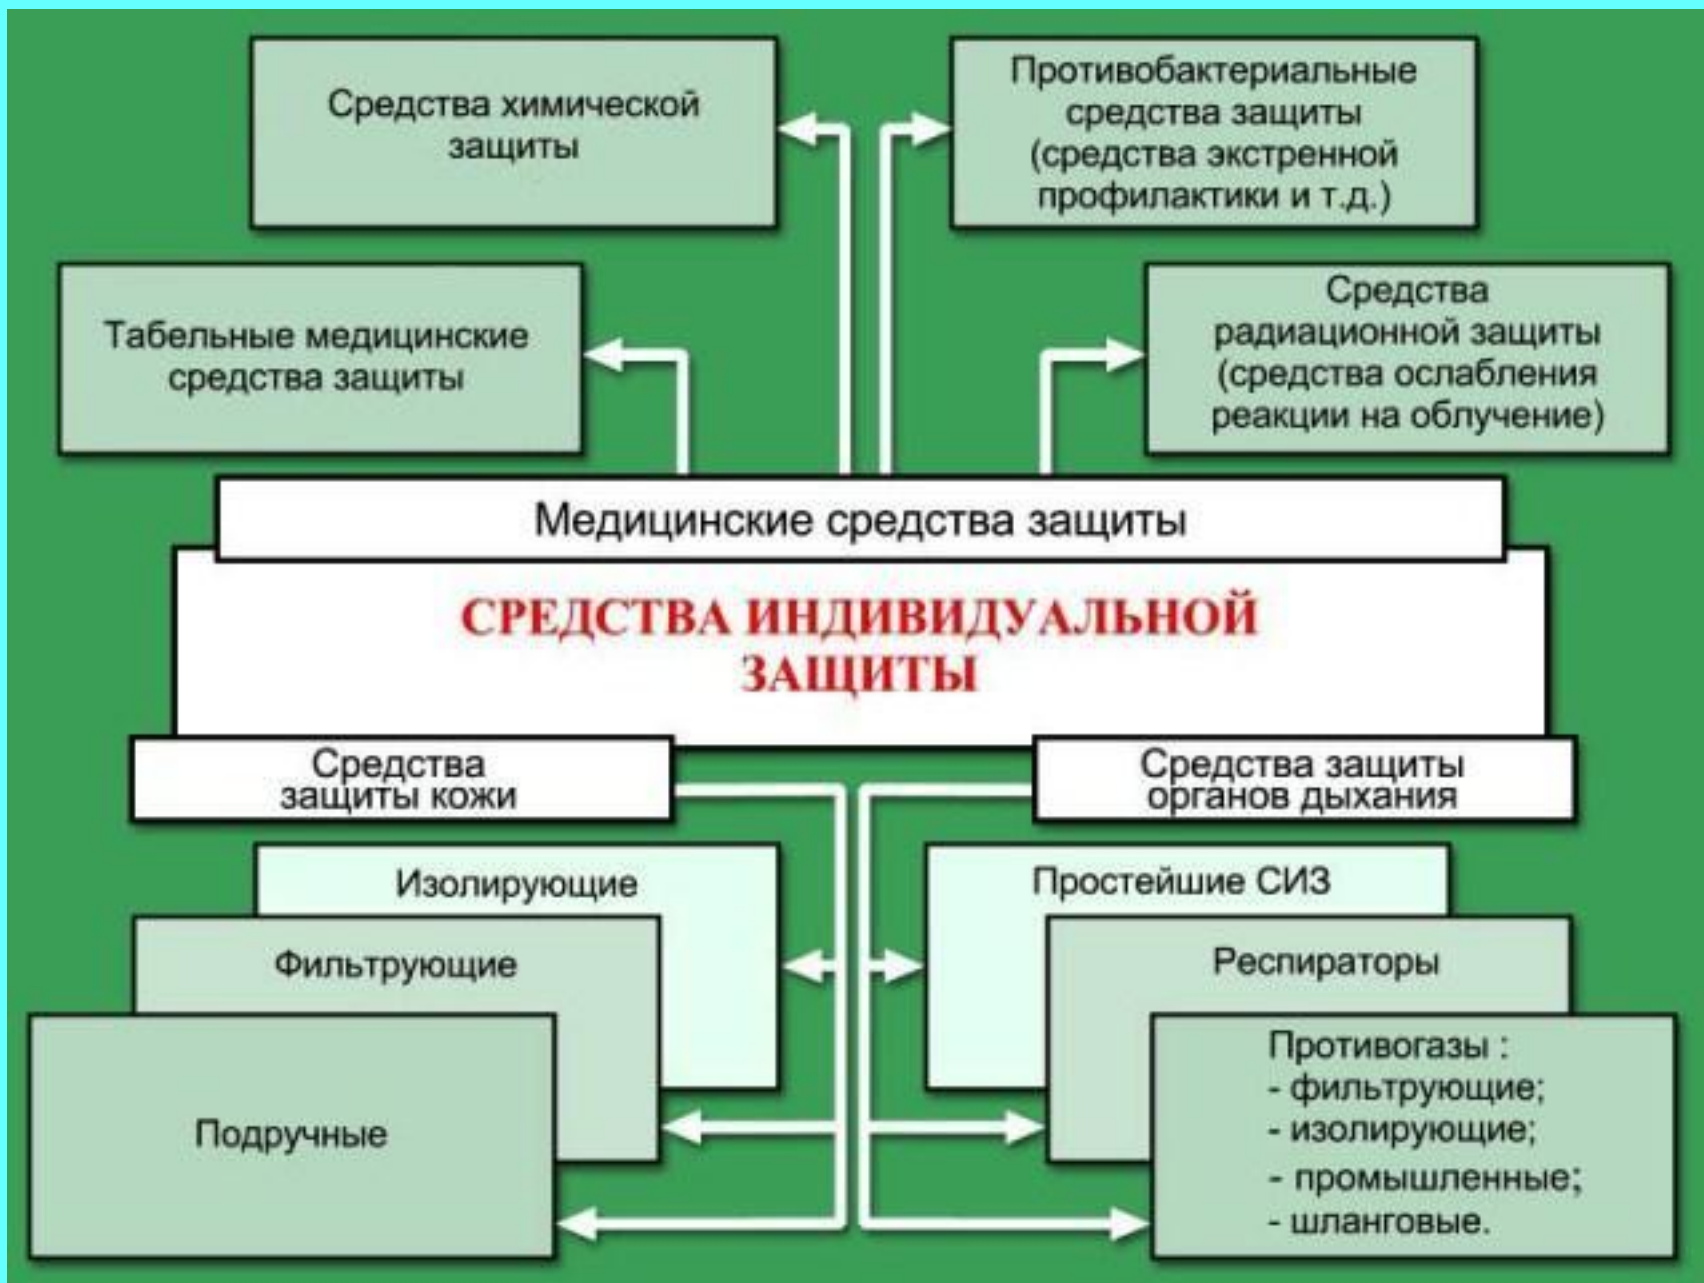 Средства химической
защиты
Противобактериальные
средства защиты
(средства экстренной
профилактики и т.д.)
Табельные медицинские
средства защиты
Средства
радиационной защиты
(средства ослабления
реакции на облучение)
Медицинские средства защиты
СРЕДСТВА ИНДИВИДУАЛЬНОЙ
ЗАЩИТЫ
Средства
защиты кожи
Средства защиты
органов дыхания
Изолирующие
Фильтрующие
Подручные
Простейшие СИЗ
Респираторы
Противогазы :
- фильтрующие;
- изолирующие;
- промышленные;
- шланговые.